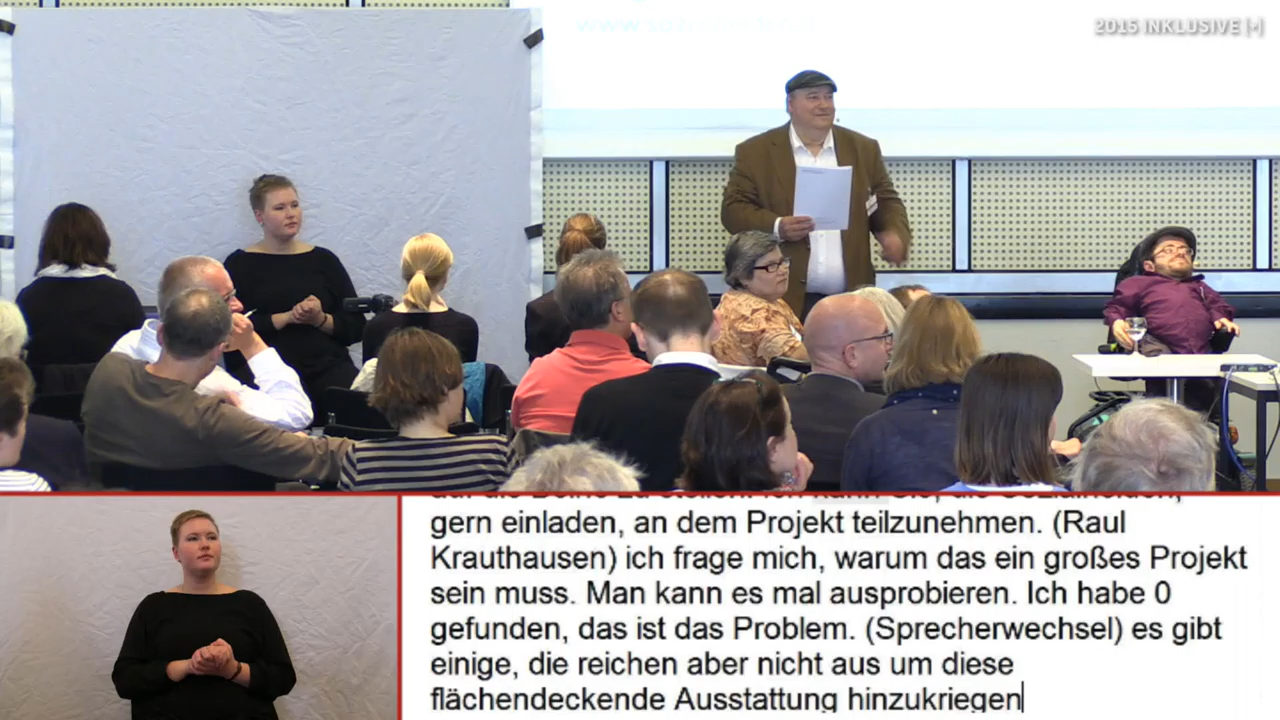 2015 INKLUSIVE [+]
gern einladen, an dem Projekt teilzunehmen. (Raul
Krauthausen) ich frage mich, warum das ein großes Projekt
sein muss. Man kann es mal ausprobieren. Ich habe 0
gefunden, das ist das Problem. (Sprecherwechsel) es gibt
einige, die reichen aber nicht aus um diese
flächendeckende Ausstattung hinzukriegen